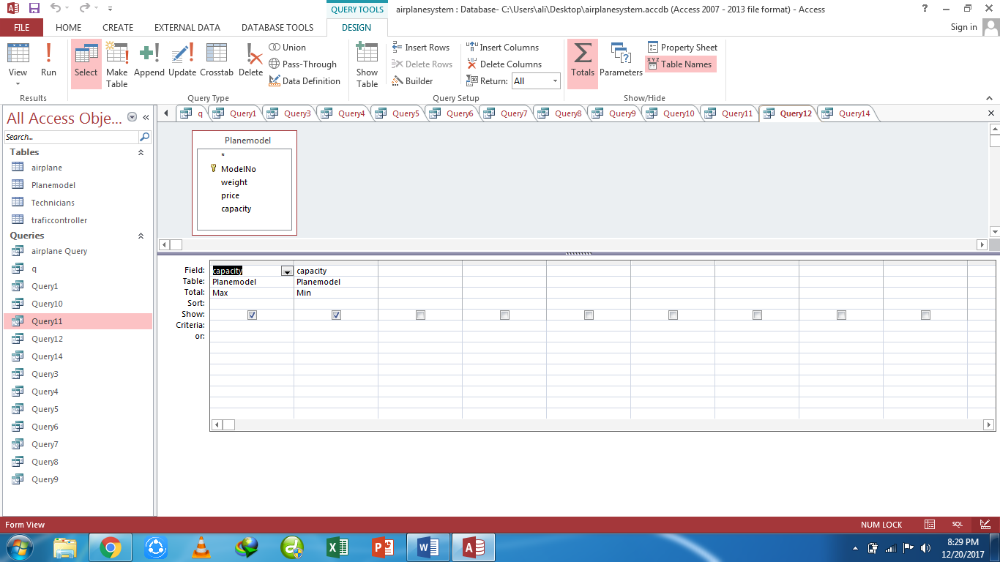 QUERY TOOLS airplanesystem : Database- C:\Users\ali\Desktop\airplanesystem.accdb (Access 2007 - 2013 file format) - Access
FILE HOME CREATE EXTERNAL DATA DATABASE TOOLS DESIGN Sign in
View Run Select Make Table Append Update Crosstab Delete
Union
Pass-Through
Data Definition
Show Table
Insert Rows
Delete Rows
Builder
Insert Columns
Delete Columns
Return: All
Totals Parameters
Property Sheet
Table Names
Results Query Type Query Setup Show/Hide
All Access Obje...
Search...
q Query1 Query3 Query4 Query5 Query6 Query7 Query8 Query9 Query10 Query11 Query12 Query14
Tables
airplane
Planemodel
Technicians
traficcontroller
Queries
airplane Query
q
Query1
Query10
Query11
Query12
Query14
Query3
Query4
Query5
Query6
Query7
Query8
Query9
Planemodel
*
ModelNo
weight
price
capacity
Field: capacity capacity
Table: Planemodel Planemodel
Total: Max Min
Sort:
Show:
Criteria:
or:
Form View NUM LOCK SQL
8:29 PM
12/20/2017